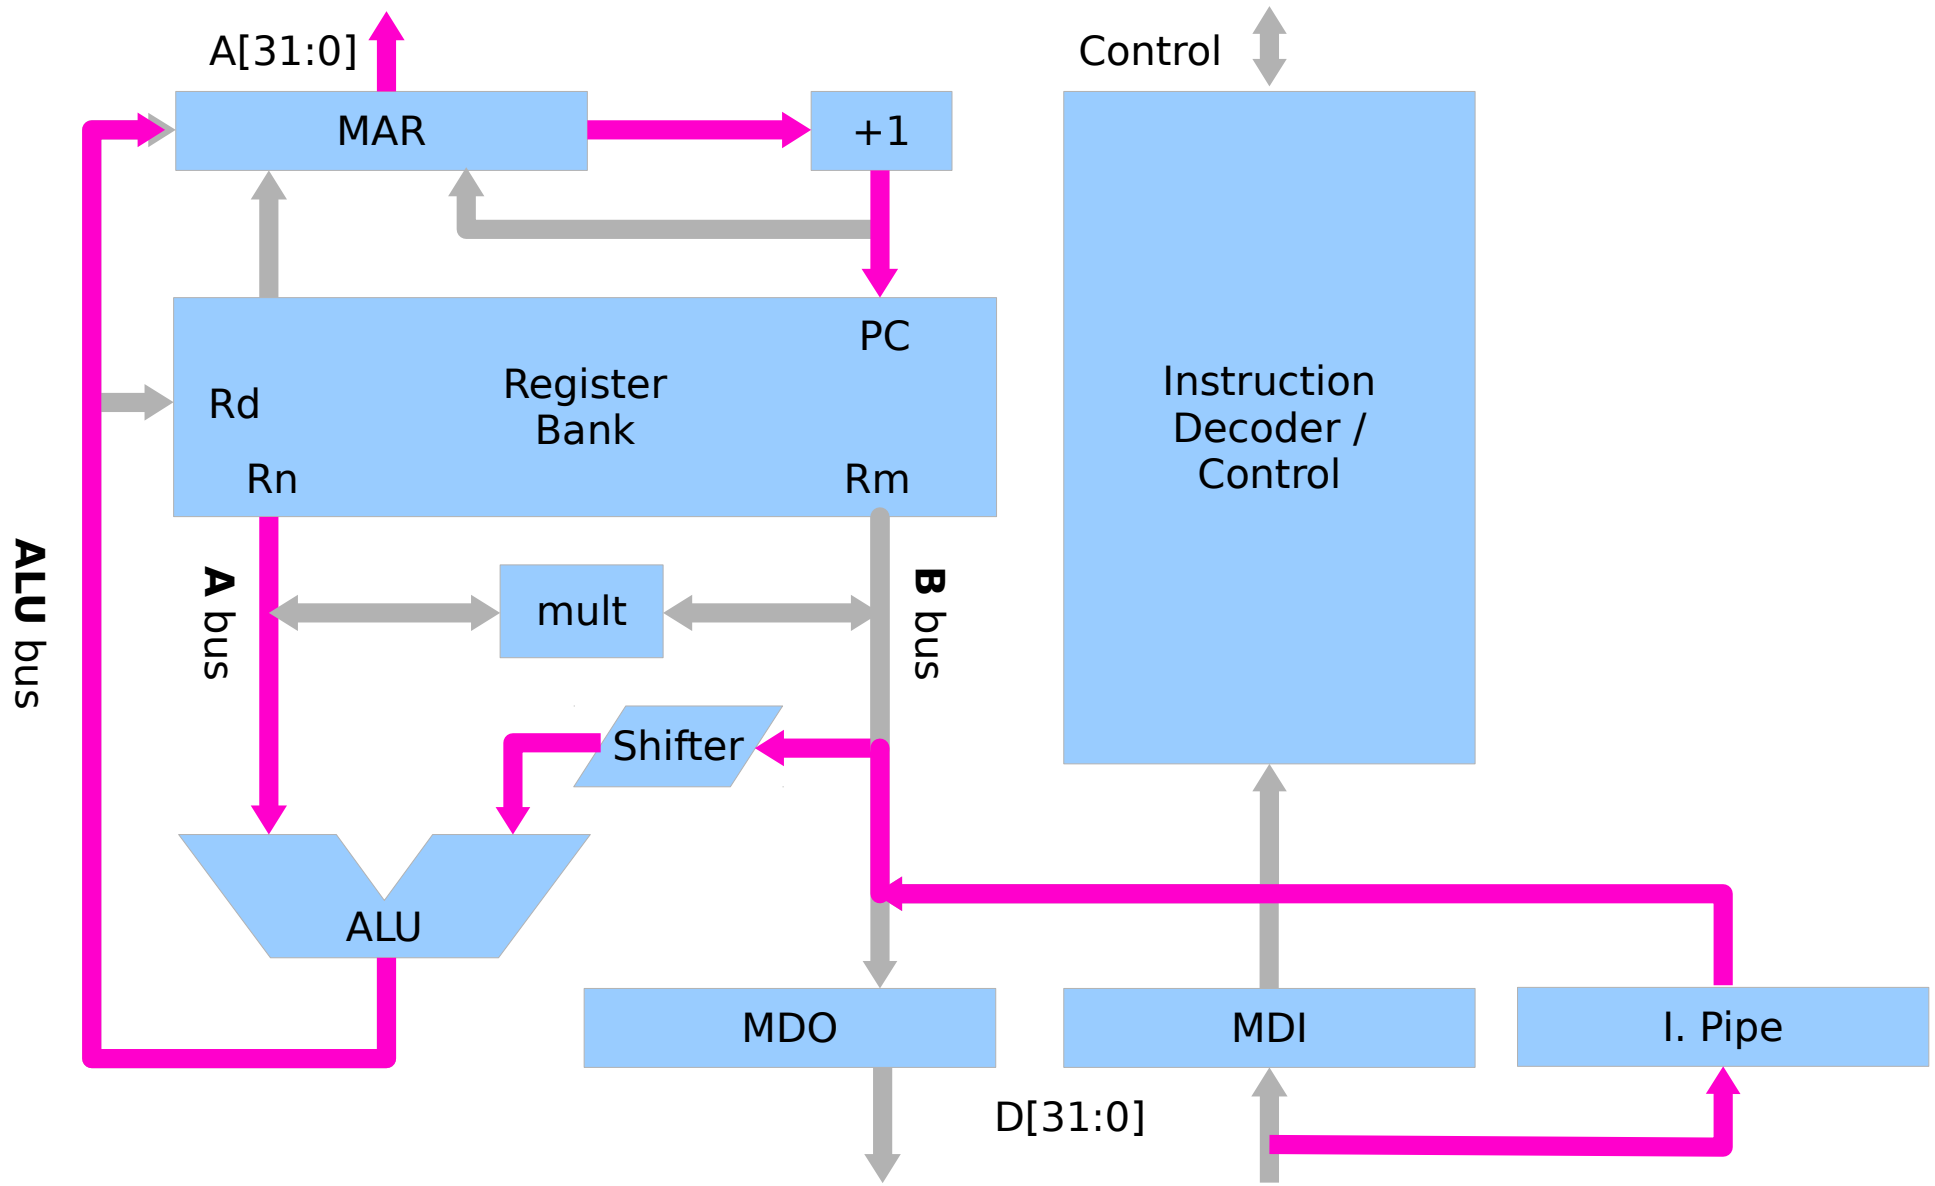 A[31:0]
Control
MAR
+1
PC
Register
Bank
Rd
Rn
Rm
Instruction
Decoder /
Control
ALU bus
A bus
mult
B bus
Shifter
ALU
MDO
MDI
I. Pipe
D[31:0]